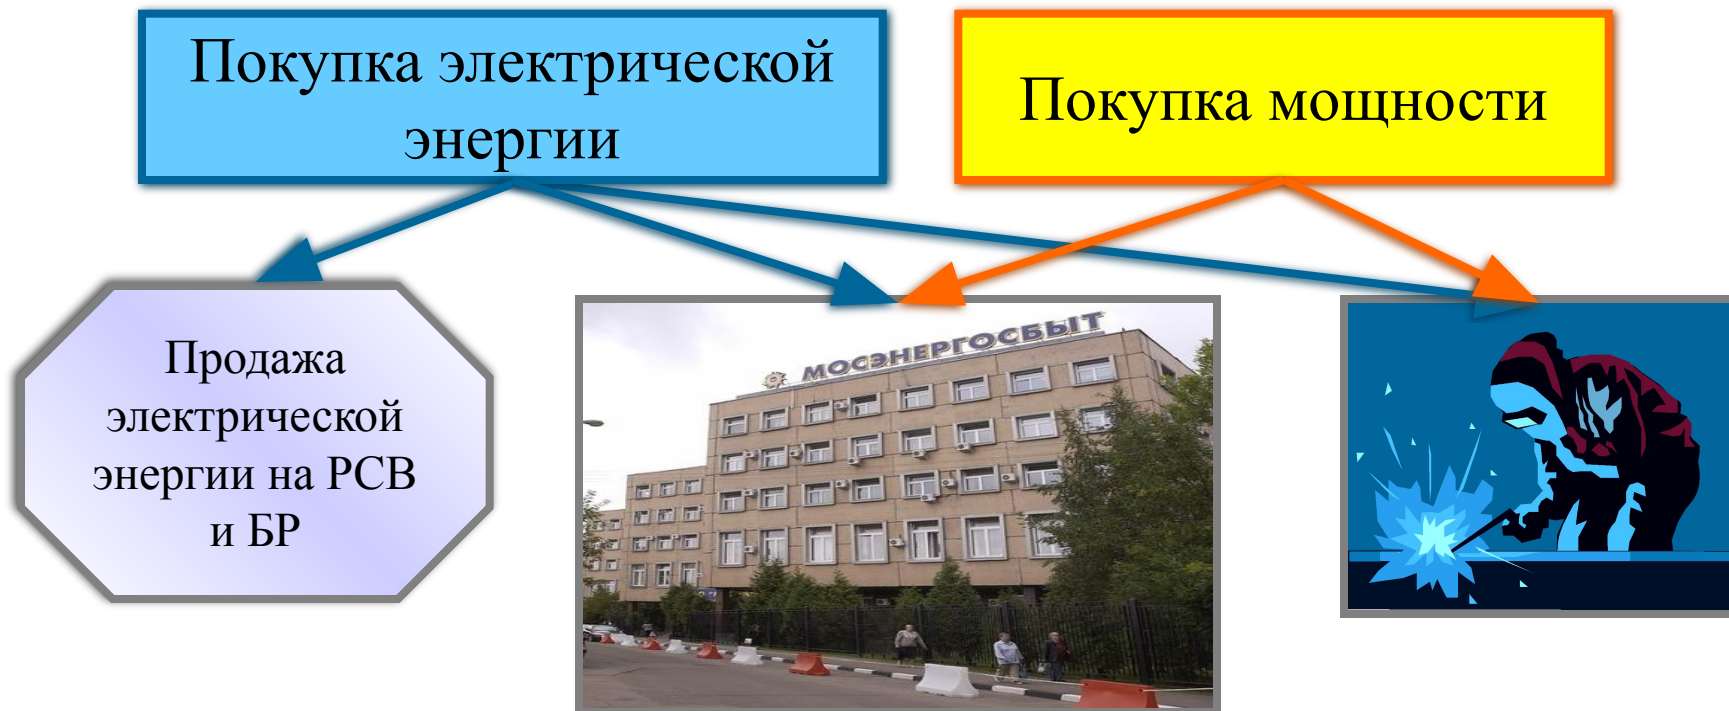 Покупка электрической
энергии
Покупка мощности
Продажа
электрической
энергии на РСВ
и БР
МОСЭНЕРГОСБЫТ